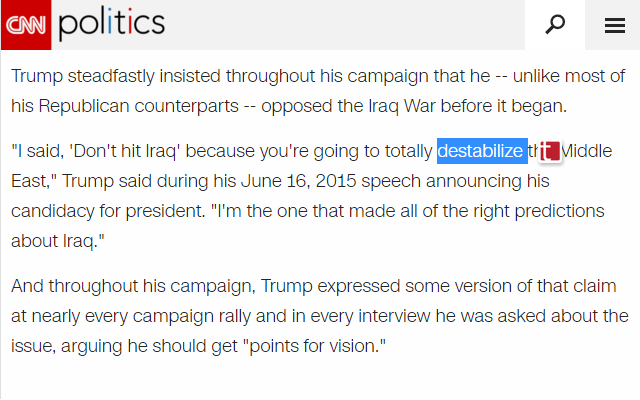 CNN politics
Trump steadfastly insisted throughout his campaign that he -- unlike most of
his Republican counterparts -- opposed the Iraq War before it began.
"I said, 'Don't hit Iraq' because you're going to totally destabilize Middle
East," Trump said during his June 16, 2015 speech announcing his
candidacy for president. "I'm the one that made all of the right predictions
about Iraq."
And throughout his campaign, Trump expressed some version of that claim
at nearly every campaign rally and in every interview he was asked about the
issue, arguing he should get "points for vision."